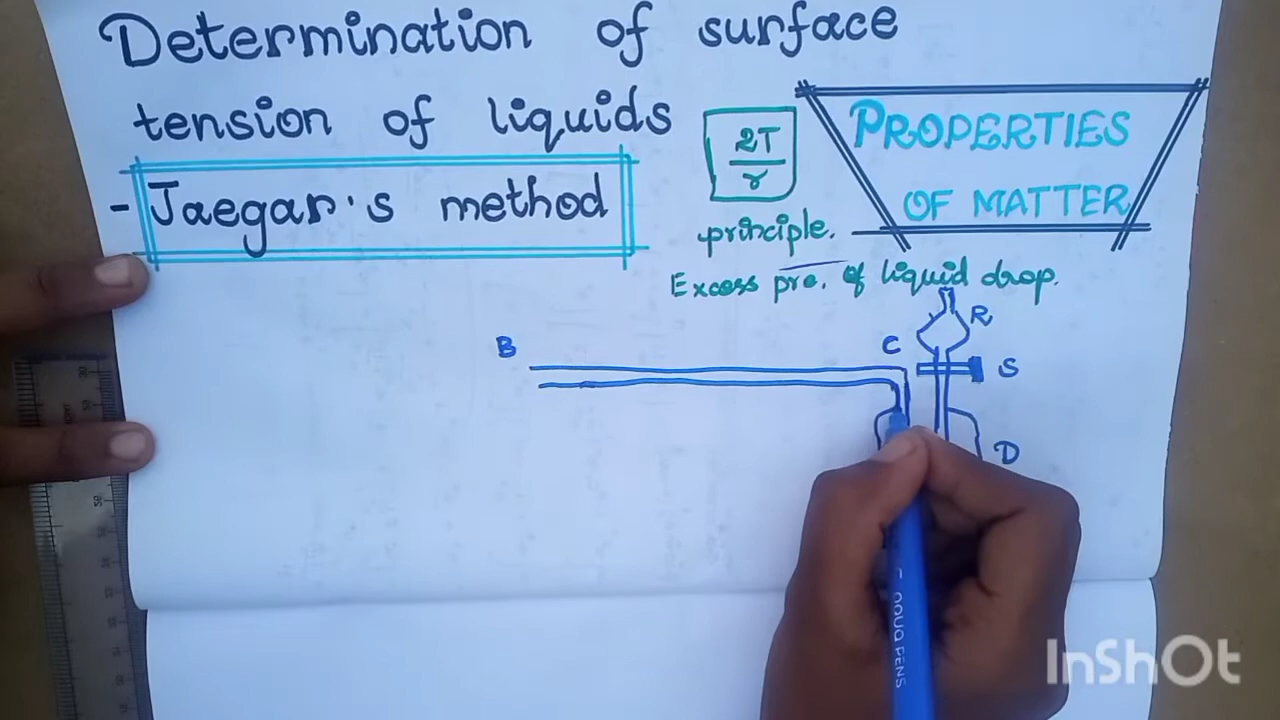 Determination of surface
tension of liquids
- Jaegar's method
2T
r
principle.
Excess pre. of liquid drop.
PROPERTIES
OF MATTER
B
C
R
S
D
InShOt